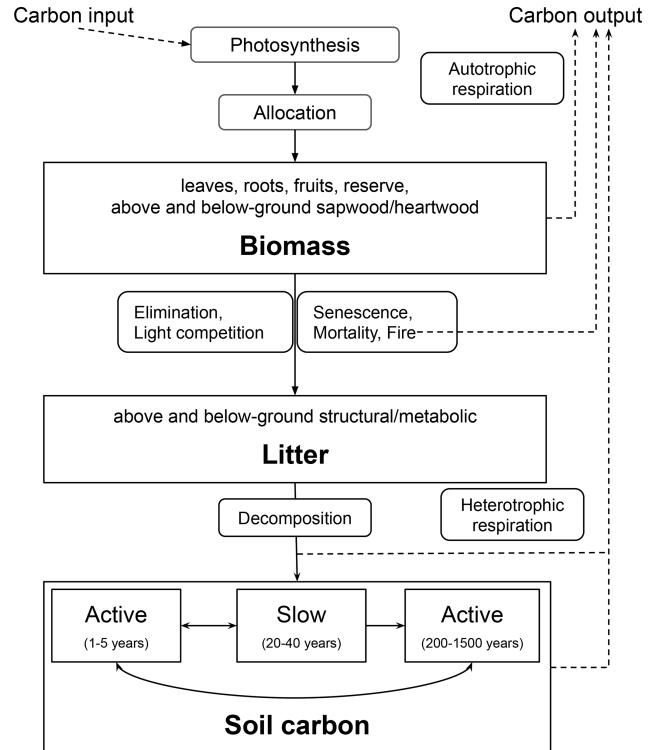 Carbon input
Carbon output
Photosynthesis
Autotrophic
respiration
Allocation
leaves, roots, fruits, reserve,
above and below-ground sapwood/heartwood
Biomass
Elimination,
Light competition
Senescence,
Mortality, Fire
above and below-ground structural/metabolic
Litter
Heterotrophic
respiration
Decomposition
Active
(1-5 years)
Slow
(20-40 years)
Active
(200-1500 years)
Soil carbon